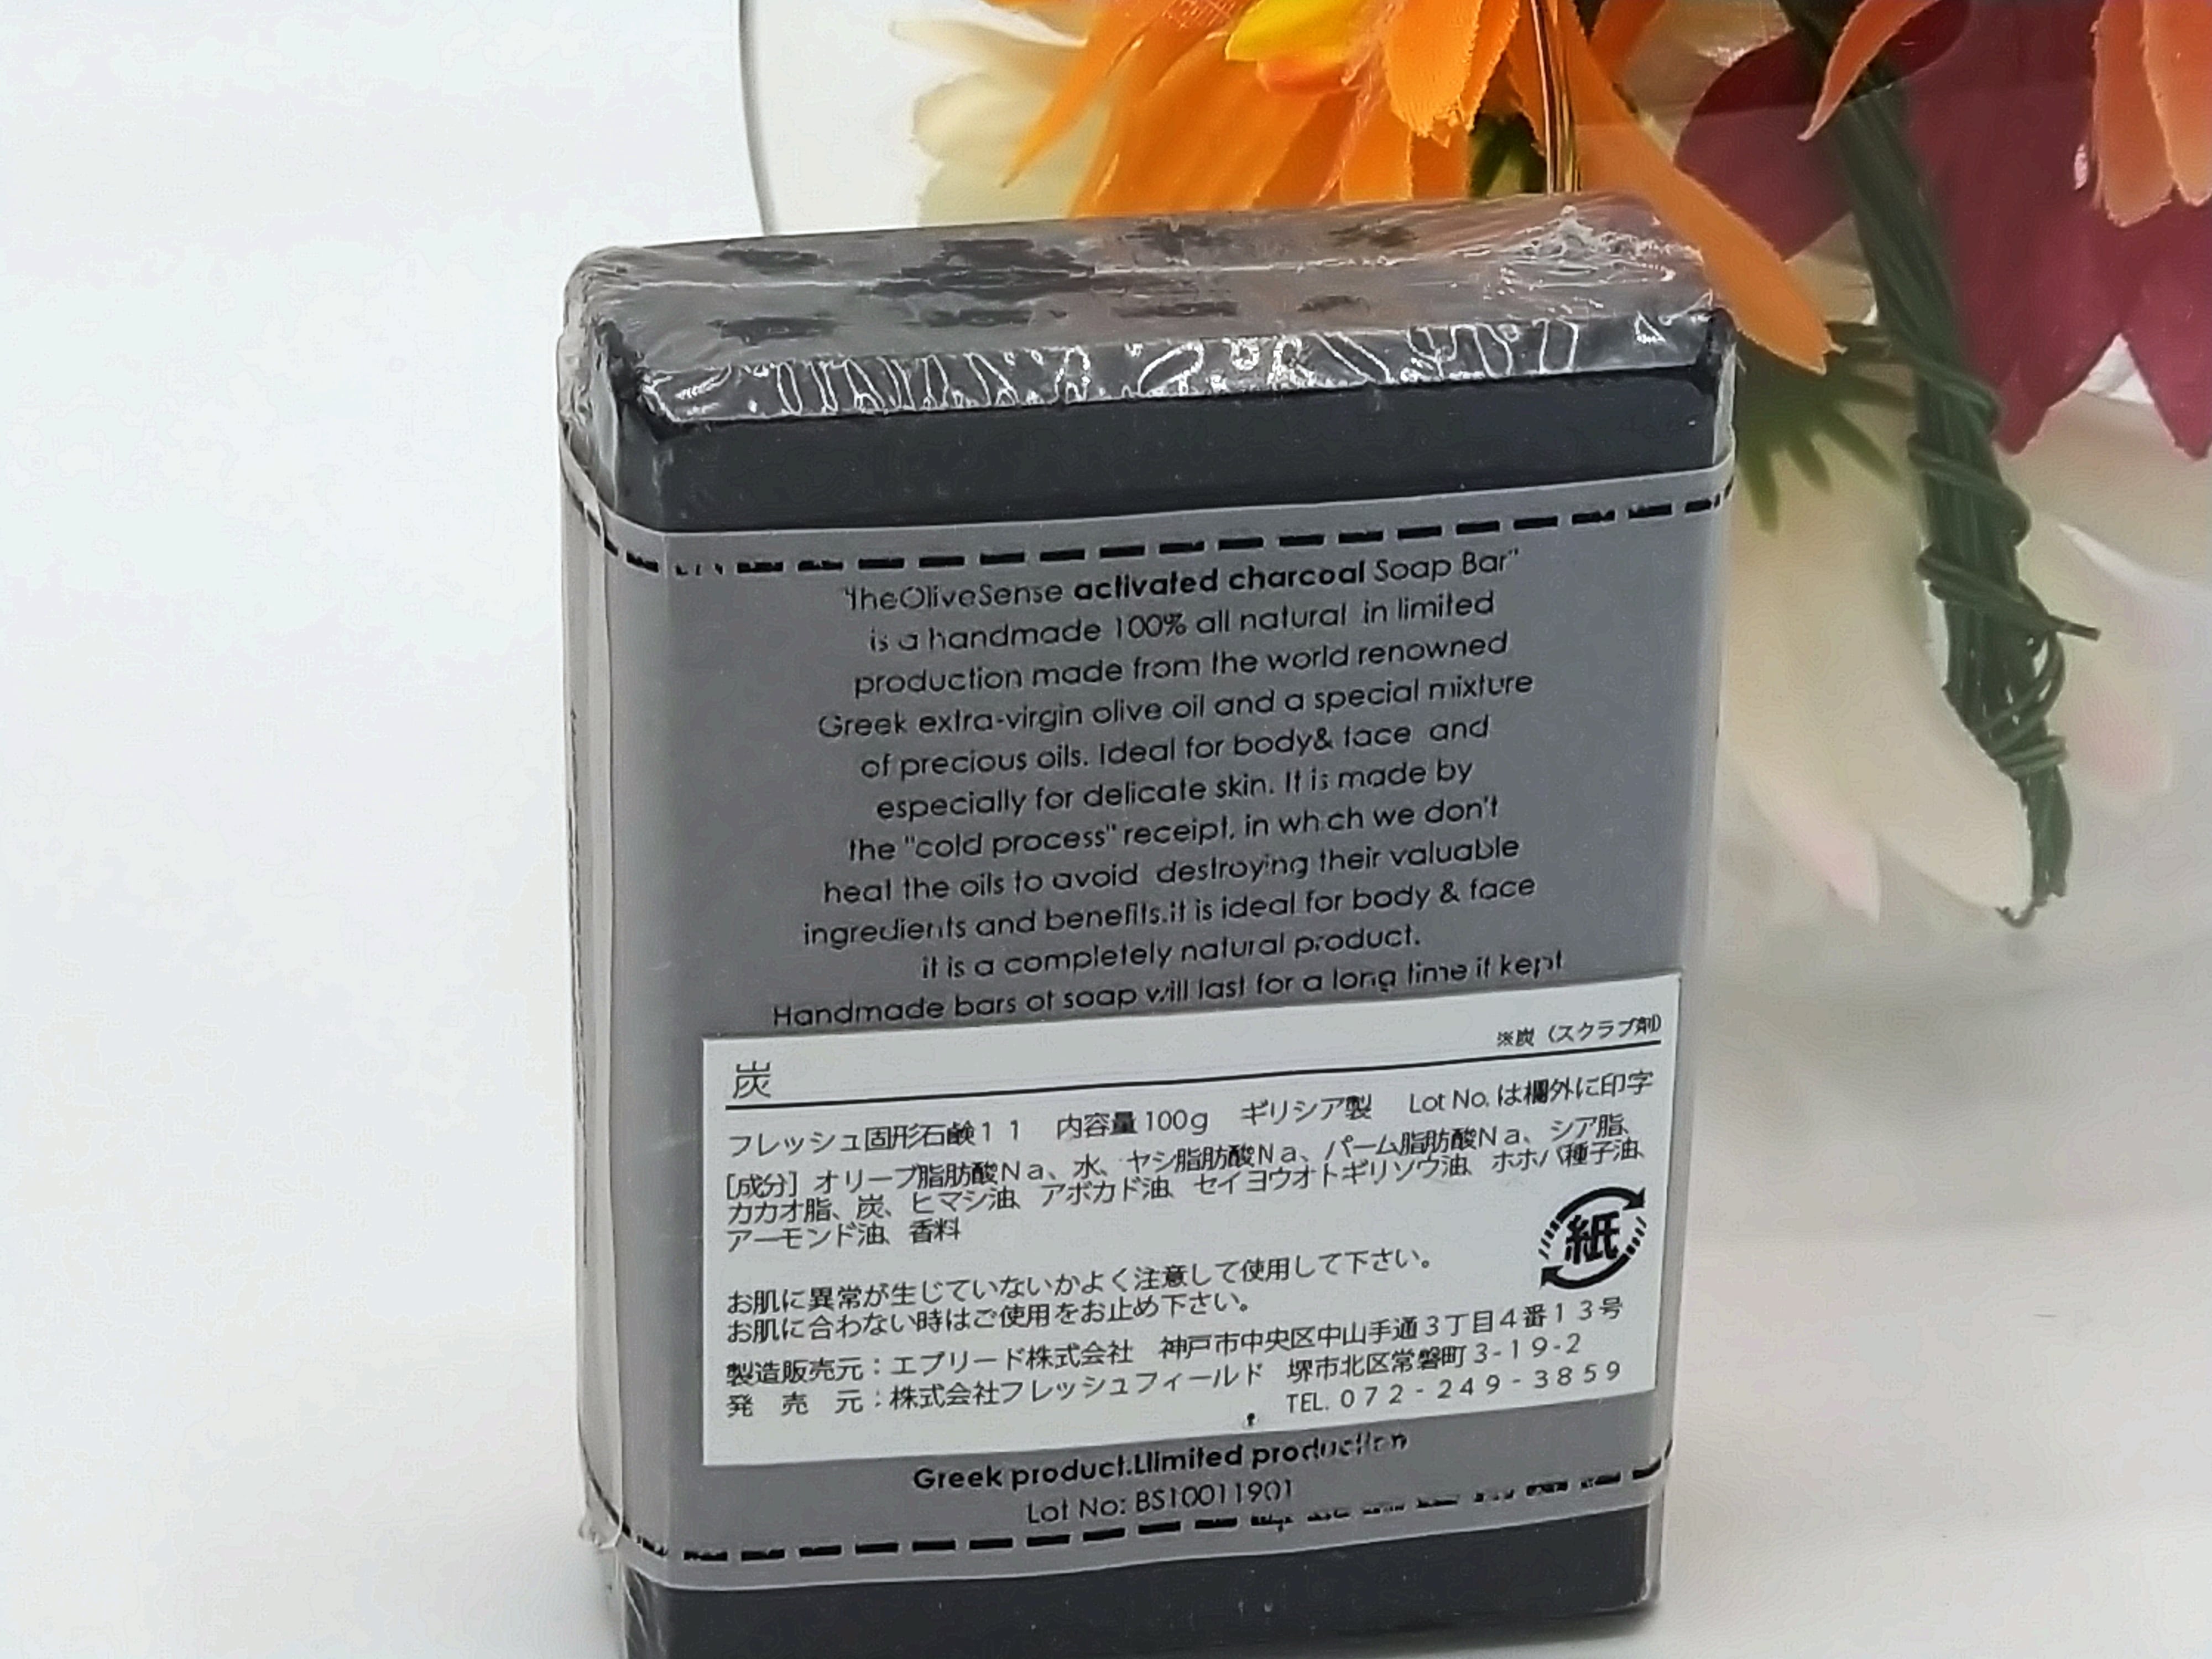 "TheOliveSense activated charcoal Soap Bar"
is a handmade 100% all natural in limited
production made from the world renowned
Greek extra-virgin olive oil and a special mixture
of precious oils. Ideal for body& face and
especially for delicate skin. It is made by
the "cold process" receipt, in which we don't
heat the oils to avoid destroying their valuable
ingredients and benefits.it is ideal for body & face
it is a completely natural product.
Handmade bars of soap will last for a long time if kept
※炭（スクラブ剤）
炭
フレッシュ固形石鹸１１ 内容量100g ギリシア製 Lot No. は欄外に印字
[成分] オリーブ脂肪酸Ｎａ、水、ヤシ脂肪酸Ｎａ、パーム脂肪酸Ｎａ、シア脂、
カカオ脂、炭、ヒマシ油、アボカド油、セイヨウオトギリソウ油、ホホバ種子油、
アーモンド油、香料
紙
お肌に異常が生じていないかよく注意して使用して下さい。
お肌に合わない時はご使用をお止め下さい。
製造販売元：エブリード株式会社 神戸市中央区中山手通３丁目４番１３号
発 売 元：株式会社フレッシュフィールド 堺市北区常磐町3-19-2
TEL. ０７２-２４９-３８５９
Greek product.Llimited production
Lot No: BS10011901